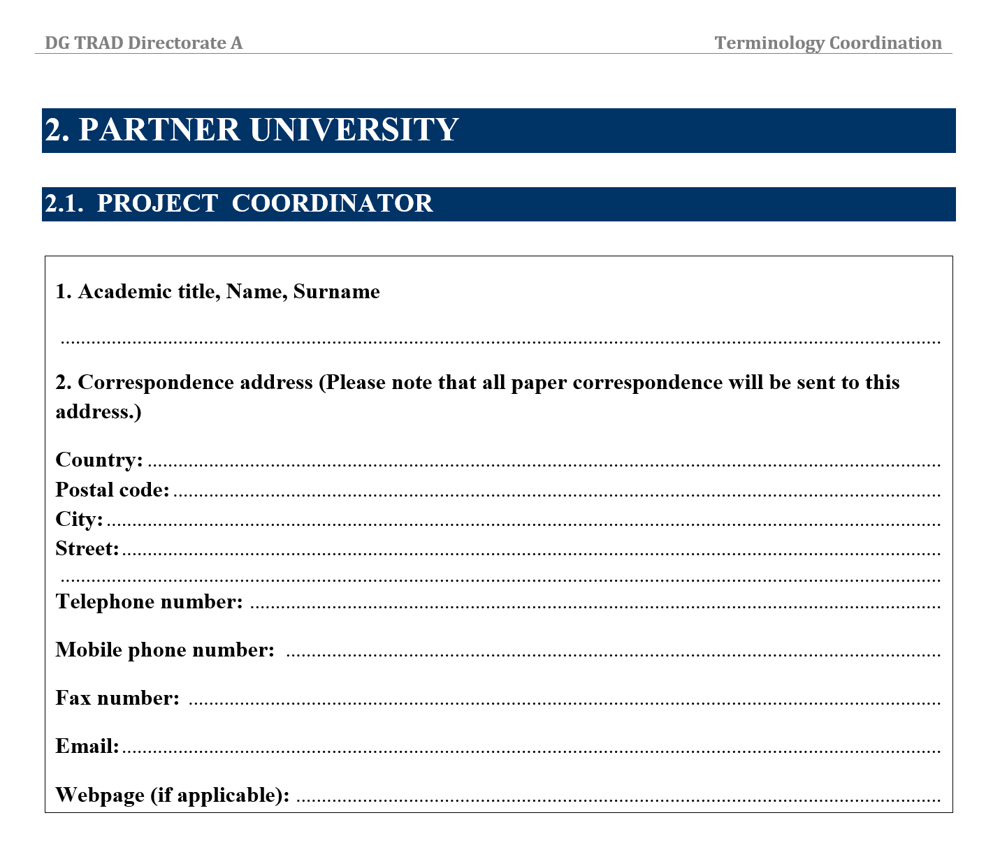 DG TRAD Directorate A Terminology Coordination
2. PARTNER UNIVERSITY
2.1. PROJECT COORDINATOR
1. Academic title, Name, Surname
2. Correspondence address (Please note that all paper correspondence will be sent to this
address.)
Country:
Postal code:
City:
Street:
Telephone number:
Mobile phone number:
Fax number:
Email:
Webpage (if applicable):